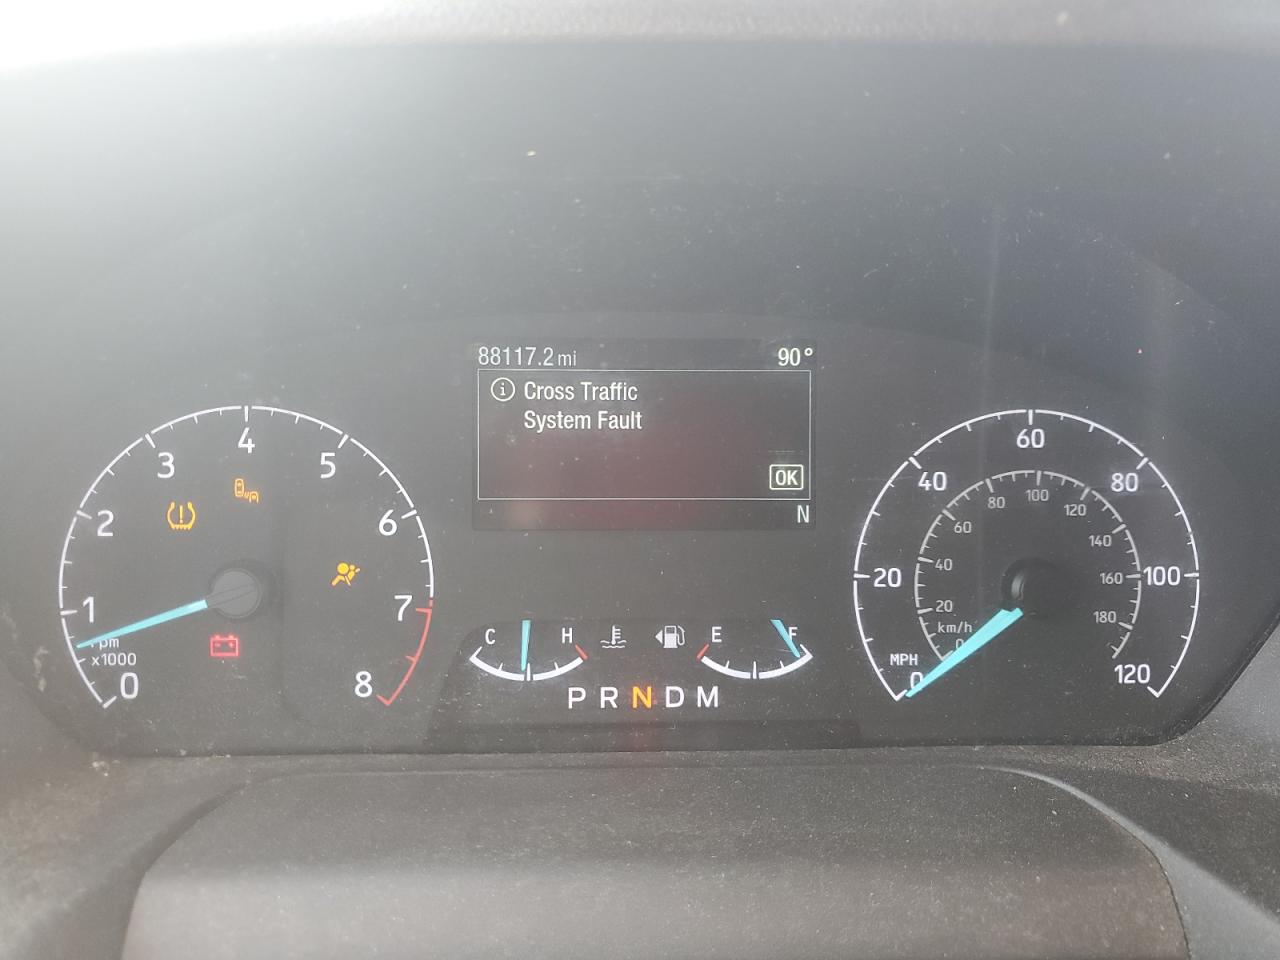 88117.2 mi 90°
Cross Traffic
System Fault
OK
N
0 1 2 3 4 5 6 7 8
rpm
x1000
C H
E F
P R N D M
0 20 40 60 80 100 120
MPH
0 20 40 60 80 100 120 140 160 180
km/h